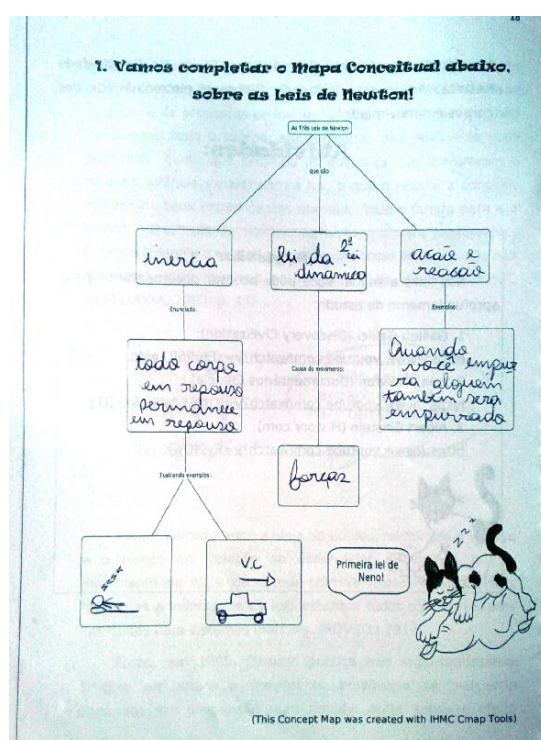 18
1. Vamos completar o Mapa Conceitual abaixo,
sobre as Leis de Newton!
As Três Leis de Newton
que são
inercia
lei da 2ª lei
dinamica
acaõ e
reacaõ
Enunciado:
Exemplos:
todo corpo
em repouso
permanece
em repouso
Causa do movimento:
Quando
você empur
ra alguem
também sera
empurrado
Ilustrando exemplos:
forças
V.C
Primeira lei de
Neno!
zzz
(This Concept Map was created with IHMC Cmap Tools)